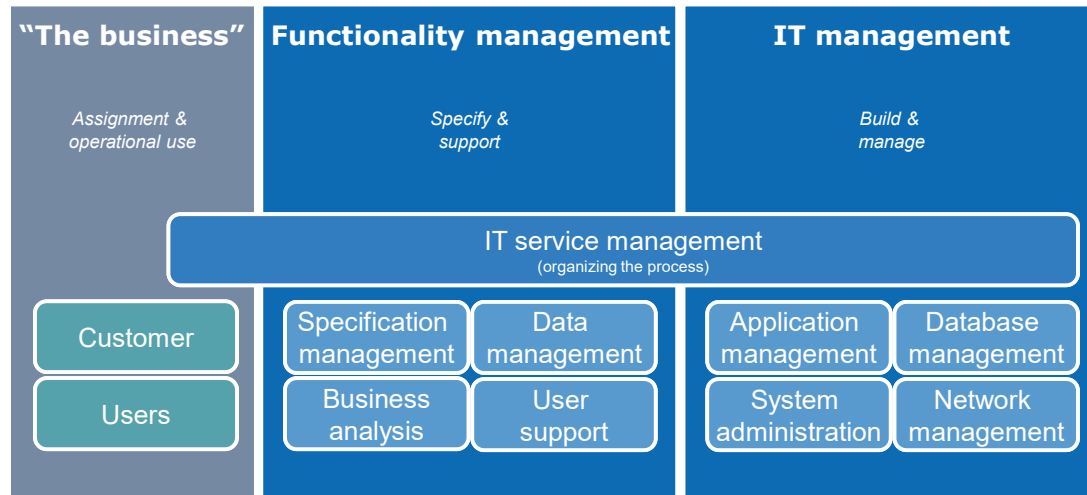 “The business”
Functionality management
IT management
Assignment &
operational use
Specify &
support
Build &
manage
IT service management
(organizing the process)
Customer
Users
Specification
management
Data
management
Business
analysis
User
support
Application
management
Database
management
System
administration
Network
management